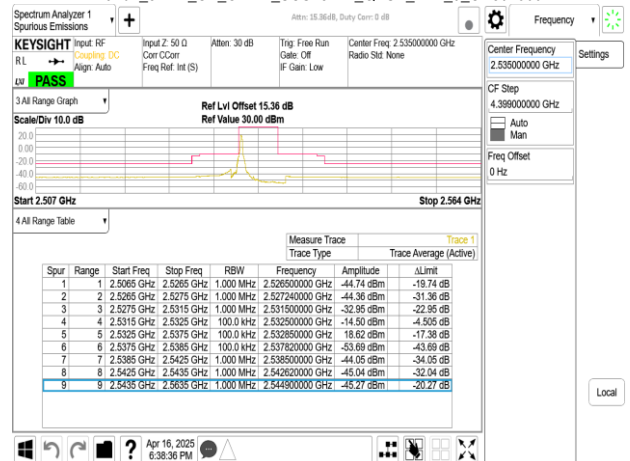 Spectrum Analyzer 1
Spurious Emissions
Attn: 15.36dB, Duty Corr: 0 dB
Frequency
KEYSIGHT
R L
LXI
PASS
Input: RF
Coupling: DC
Align: Auto
Input Z: 50 Ω
Corr CCorr
Freq Ref: Int (S)
Atten: 30 dB
Trig: Free Run
Gate: Off
IF Gain: Low
Center Freq: 2.535000000 GHz
Radio Std: None
Center Frequency
2.535000000 GHz
Settings
CF Step
4.399000000 GHz
Auto
Man
Freq Offset
0 Hz
3 All Range Graph
Ref Lvl Offset 15.36 dB
Scale/Div 10.0 dB
Ref Value 30.00 dBm
20.0
0.00
-20.0
-40.0
-60.0
Start 2.507 GHz
Stop 2.564 GHz
4 All Range Table
Measure Trace Trace 1
Trace Type Trace Average (Active)
Spur Range Start Freq Stop Freq RBW Frequency Amplitude ΔLimit
1 1 2.5065 GHz 2.5265 GHz 1.000 MHz 2.526500000 GHz -44.74 dBm -19.74 dB
2 2 2.5265 GHz 2.5275 GHz 1.000 MHz 2.527240000 GHz -44.36 dBm -31.36 dB
3 3 2.5275 GHz 2.5315 GHz 1.000 MHz 2.531500000 GHz -32.95 dBm -22.95 dB
4 4 2.5315 GHz 2.5325 GHz 100.0 kHz 2.532500000 GHz -14.50 dBm -4.505 dB
5 5 2.5325 GHz 2.5375 GHz 100.0 kHz 2.532850000 GHz 18.62 dBm -17.38 dB
6 6 2.5375 GHz 2.5385 GHz 100.0 kHz 2.537820000 GHz -53.69 dBm -43.69 dB
7 7 2.5385 GHz 2.5425 GHz 1.000 MHz 2.538500000 GHz -44.05 dBm -34.05 dB
8 8 2.5425 GHz 2.5435 GHz 1.000 MHz 2.542620000 GHz -45.04 dBm -32.04 dB
9 9 2.5435 GHz 2.5635 GHz 1.000 MHz 2.544900000 GHz -45.27 dBm -20.27 dB
Local
?
Apr 16, 2025
6:38:36 PM